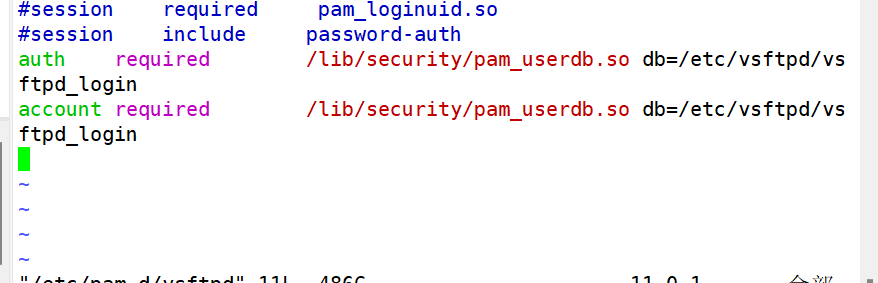 #session    required     pam_loginuid.so
#session    include     password-auth
auth    required        /lib/security/pam_userdb.so db=/etc/vsftpd/vs
ftpd_login
account required        /lib/security/pam_userdb.so db=/etc/vsftpd/vs
ftpd_login
~
~
~
~
"/etc/pam.d/vsftpd" 11L, 486C 11,0-1 全部